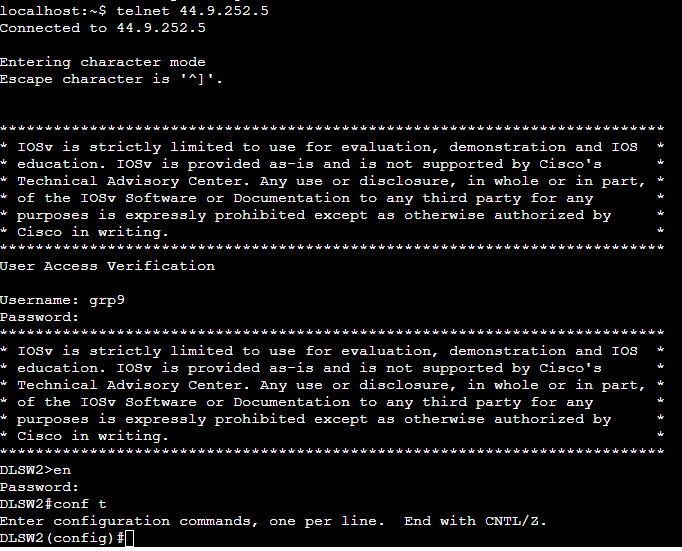 localhost:~$ telnet 44.9.252.5
Connected to 44.9.252.5

Entering character mode
Escape character is '^]'.

**************************************************************************
* IOSv is strictly limited to use for evaluation, demonstration and IOS  *
* education. IOSv is provided as-is and is not supported by Cisco's      *
* Technical Advisory Center. Any use or disclosure, in whole or in part, *
* of the IOSv Software or Documentation to any third party for any       *
* purposes is expressly prohibited except as otherwise authorized by     *
* Cisco in writing.                                                      *
**************************************************************************
User Access Verification

Username: grp9
Password:
**************************************************************************
* IOSv is strictly limited to use for evaluation, demonstration and IOS  *
* education. IOSv is provided as-is and is not supported by Cisco's      *
* Technical Advisory Center. Any use or disclosure, in whole or in part, *
* of the IOSv Software or Documentation to any third party for any       *
* purposes is expressly prohibited except as otherwise authorized by     *
* Cisco in writing.                                                      *
**************************************************************************
DLSW2>en
Password:
DLSW2#conf t
Enter configuration commands, one per line.  End with CNTL/Z.
DLSW2(config)#